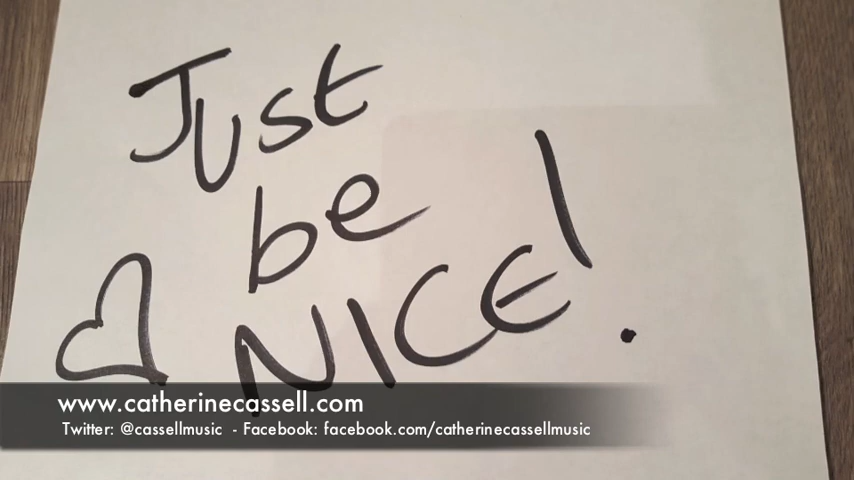 Just
be
NICE!
www.catherinecassell.com
Twitter: @cassellmusic - Facebook: facebook.com/catherinecassellmusic